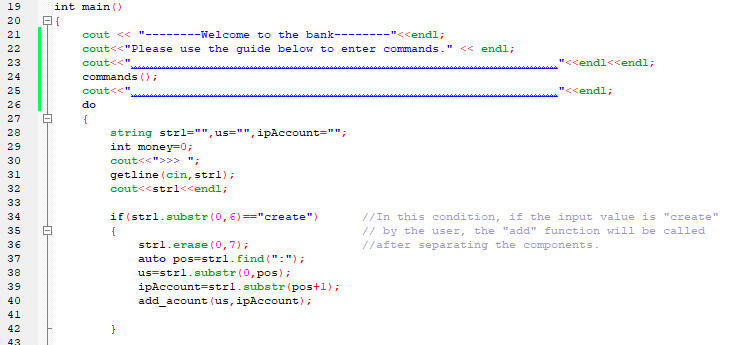 19 int main()
20 {
21 cout << "--------Welcome to the bank--------"<<endl;
22 cout<<"Please use the guide below to enter commands." << endl;
23 cout<<"_____________________________________________________________"<<endl<<endl;
24 commands();
25 cout<<"_____________________________________________________________"<<endl;
26 do
27 {
28 string str1="",us="",ipAccount="";
29 int money=0;
30 cout<<">>> ";
31 getline(cin,str1);
32 cout<<str1<<endl;
33
34 if(str1.substr(0,6)=="create") //In this condition, if the input value is "create"
35 { // by the user, the "add" function will be called
36 str1.erase(0,7); //after separating the components.
37 auto pos=str1.find(":");
38 us=str1.substr(0,pos);
39 ipAccount=str1.substr(pos+1);
40 add_acount(us,ipAccount);
41
42 }
43